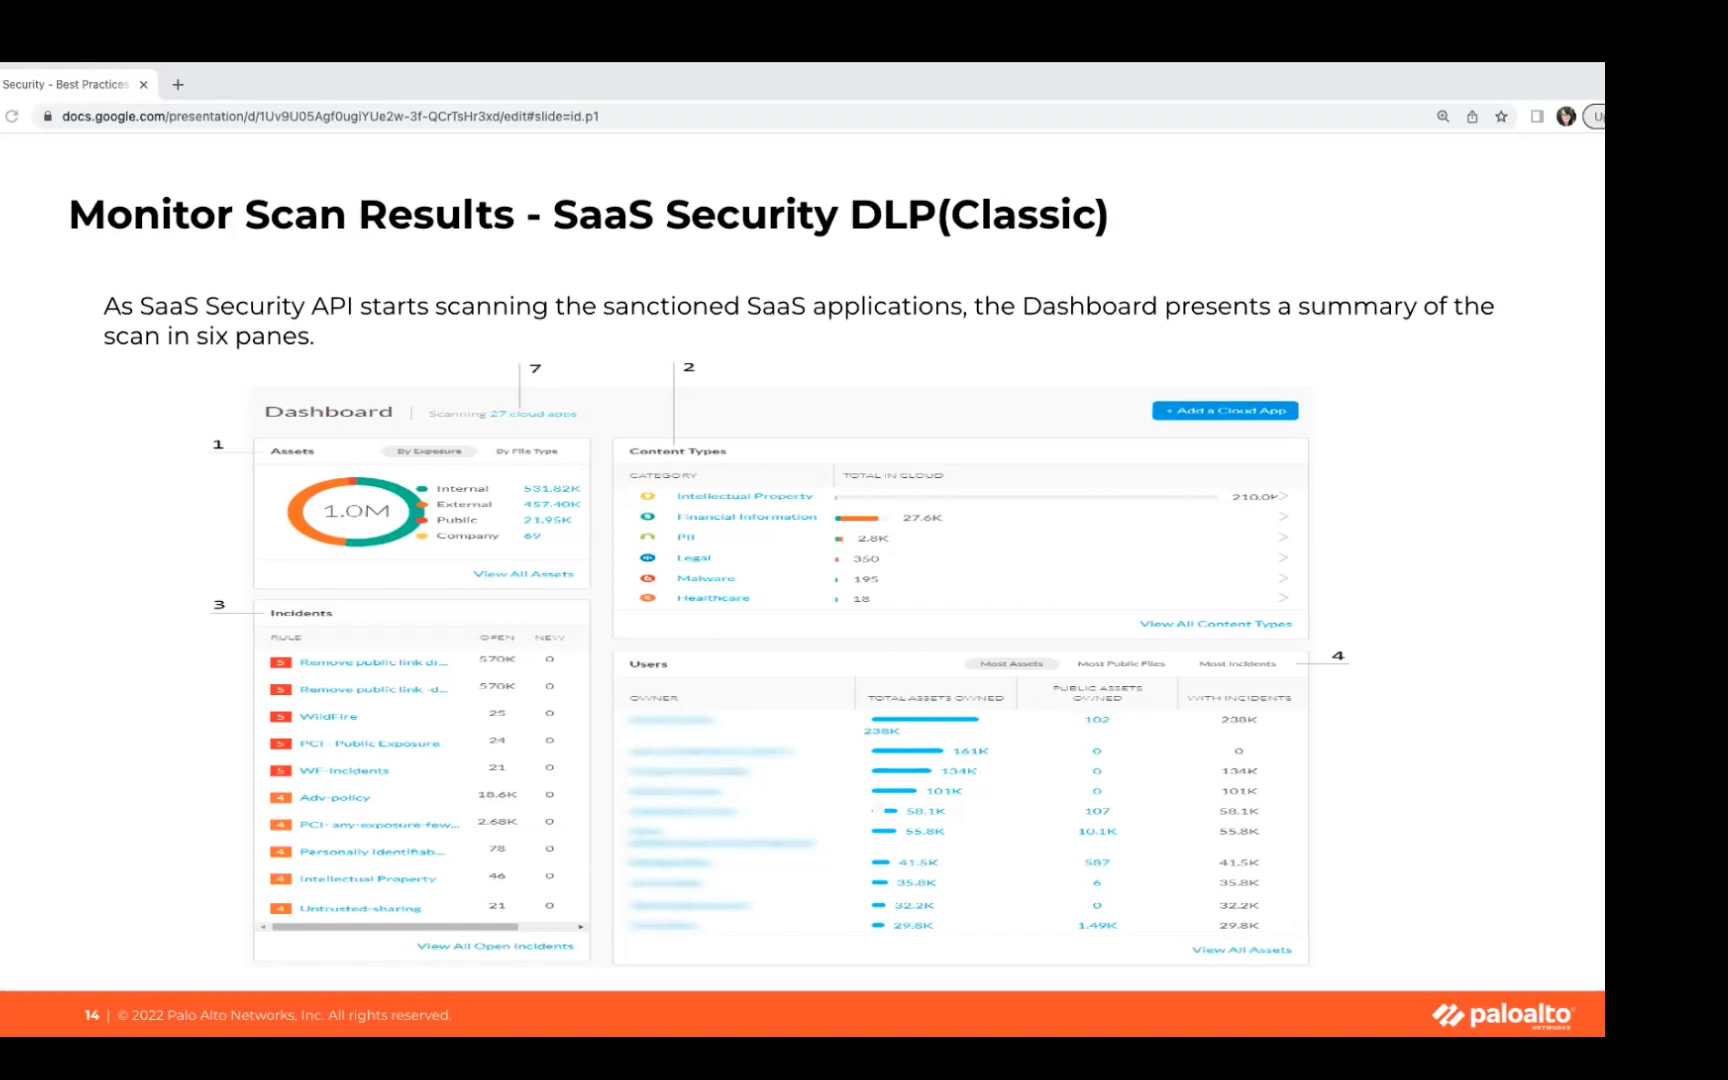 Security - Best Practices
docs.google.com/presentation/d/1Uv9U05Agf0ugiYUe2w-3f-QCrTsHr3xd/edit#slide=id.p1
Monitor Scan Results - SaaS Security DLP(Classic)
As SaaS Security API starts scanning the sanctioned SaaS applications, the Dashboard presents a summary of the
scan in six panes.
7
2
Dashboard | Scanning 27 cloud apps
+ Add a Cloud App
1
Assets By Exposure By File Type
1.0M
Internal 531.82K
External 457.40K
Public 21.95K
Company 69
View All Assets
Content Types
CATEGORY TOTAL IN CLOUD
Intellectual Property 210.0K
Financial Information 27.6K
PII 2.8K
Legal 350
Malware 195
Healthcare 18
View All Content Types
3
Incidents
RULE OPEN NEW
5 Remove public link dr... 570K 0
5 Remove public link -d... 570K 0
5 WildFire 25 0
5 PCI - Public Exposure 24 0
5 WF-Incidents 21 0
4 Adv-policy 18.6K 0
4 PCI- any-exposure-few... 2.68K 0
4 Personally Identifiab... 78 0
4 Intellectual Property 46 0
4 Untrusted-sharing 21 0
View All Open Incidents
4
Users Most Assets Most Public Files Most Incidents
OWNER TOTAL ASSETS OWNED PUBLIC ASSETS OWNED WITH INCIDENTS
238K 102 238K
161K 0 0
134K 0 134K
101K 0 101K
58.1K 107 58.1K
55.8K 10.1K 55.8K
41.5K 587 41.5K
35.8K 6 35.8K
32.2K 0 32.2K
29.8K 1.49K 29.8K
View All Assets
14 | © 2022 Palo Alto Networks, Inc. All rights reserved.
paloalto
NETWORKS